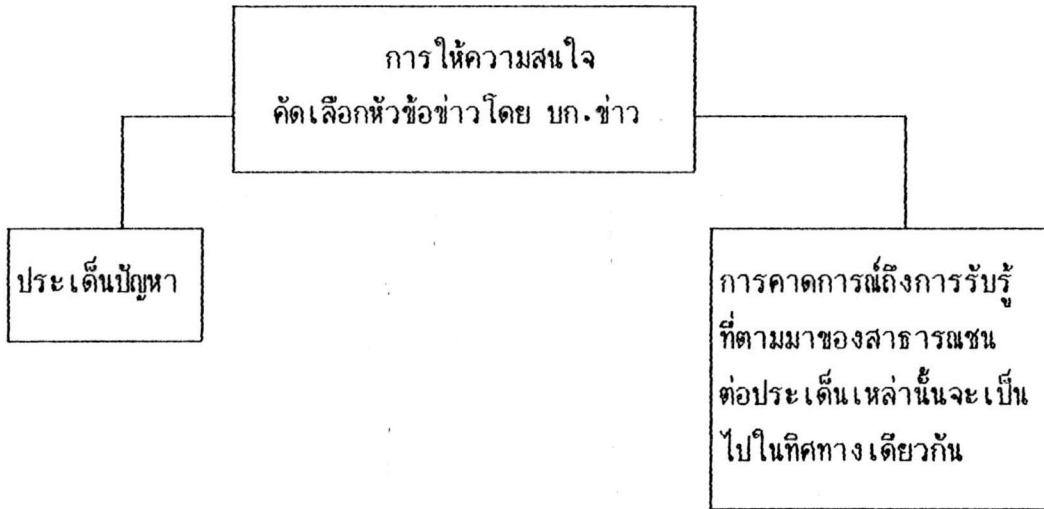 การให้ความสนใจ
คัดเลือกหัวข้อข่าวโดย บก.ข่าว
ประเด็นปัญหา
การคาดการณ์ถึงการรับรู้
ที่ตามมาของสาธารณชน
ต่อประเด็นเหล่านั้นจะเป็น
ไปในทิศทางเดียวกัน